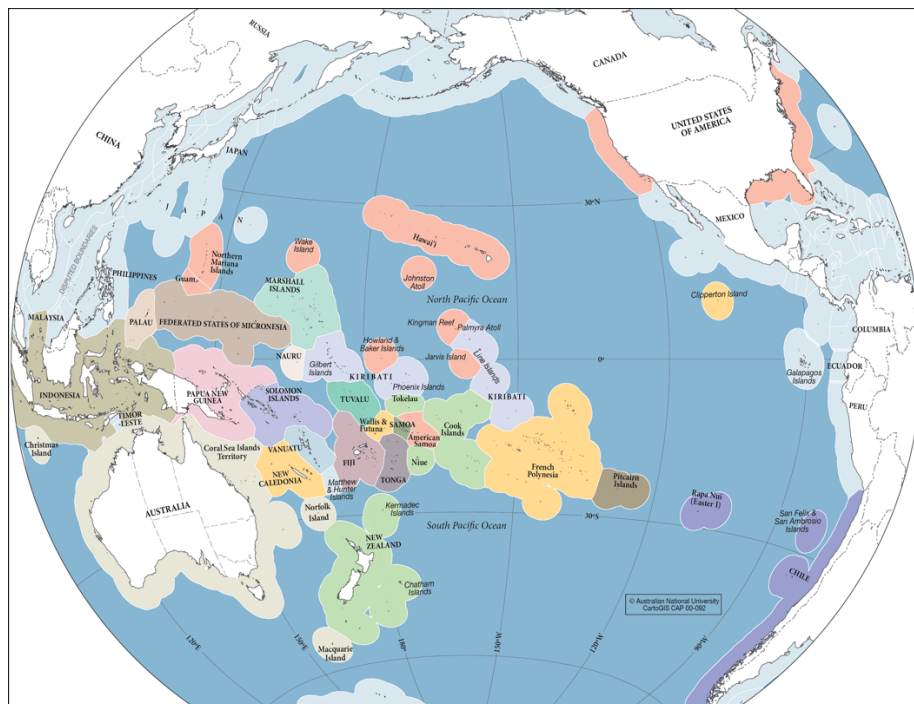 RUSSIA
CANADA
UNITED STATES
OF AMERICA
CHINA
JAPAN
J A P A N
30°N
MEXICO
Hawai'i
Wake
Island
Northern
Mariana
Islands
Guam
Johnston
Atoll
MARSHALL
ISLANDS
DISPUTED BOUNDARIES
PHILIPPINES
North Pacific Ocean
Clipperton Island
MALAYSIA
PALAU
FEDERATED STATES OF MICRONESIA
Kingman Reef
Palmyra Atoll
COLUMBIA
Howland &
Baker Islands
NAURU
Gilbert
Islands
Jarvis Island
Line Islands
0°
ECUADOR
Galapagos
Islands
KIRIBATI
Phoenix Islands
KIRIBATI
INDONESIA
PAPUA NEW
GUINEA
SOLOMON
ISLANDS
TUVALU
Tokelau
PERU
TIMOR
LESTE
Wallis &
Futuna
SAMOA
American
Samoa
Cook
Islands
Christmas
Island
Coral Sea Islands
Territory
VANUATU
FIJI
Niue
TONGA
French
Polynesia
NEW
CALEDONIA
Matthew
& Hunter
Islands
Pitcairn
Islands
AUSTRALIA
Norfolk
Island
Kermadec
Islands
30°S
Rapa Nui
(Easter I)
San Felix &
San Ambrosio
Islands
South Pacific Ocean
NEW
ZEALAND
CHILE
Chatham
Islands
© Australian National University
CartoGIS CAP 00-092
Macquarie
Island
120°E
150°E
180°
150°W
120°W
90°W